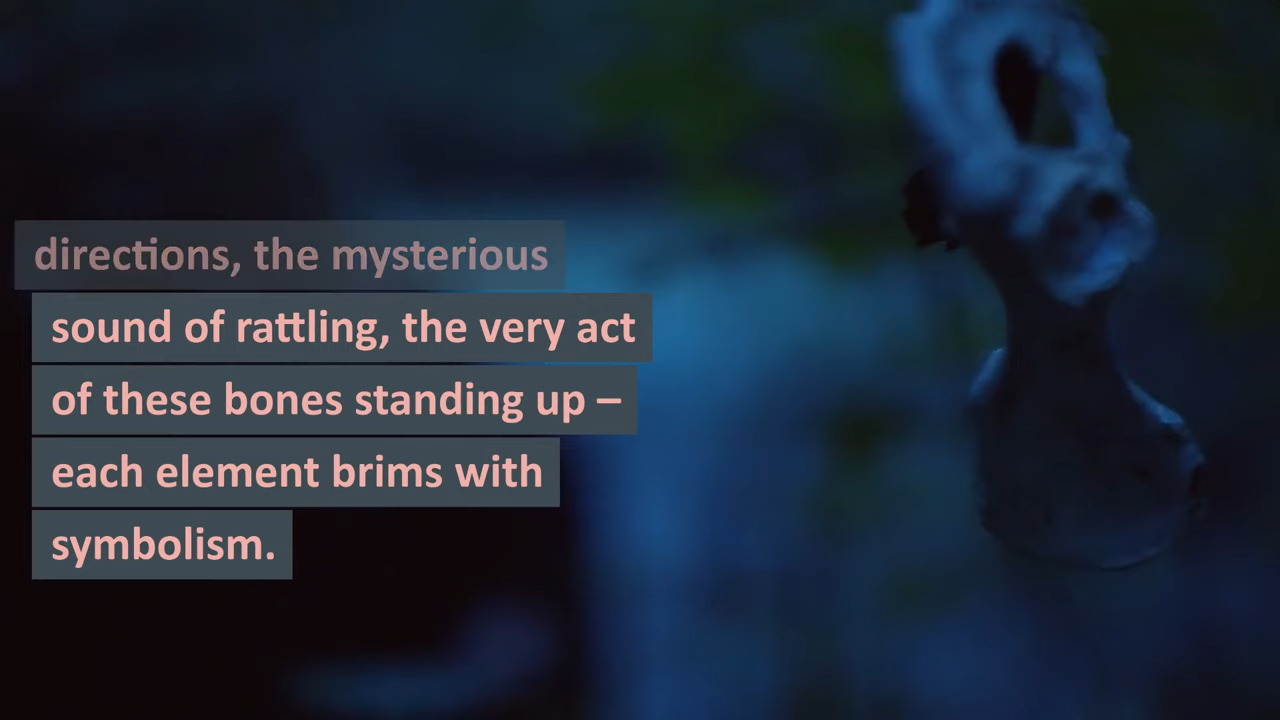 directions, the mysterious
sound of rattling, the very act
of these bones standing up –
each element brims with
symbolism.